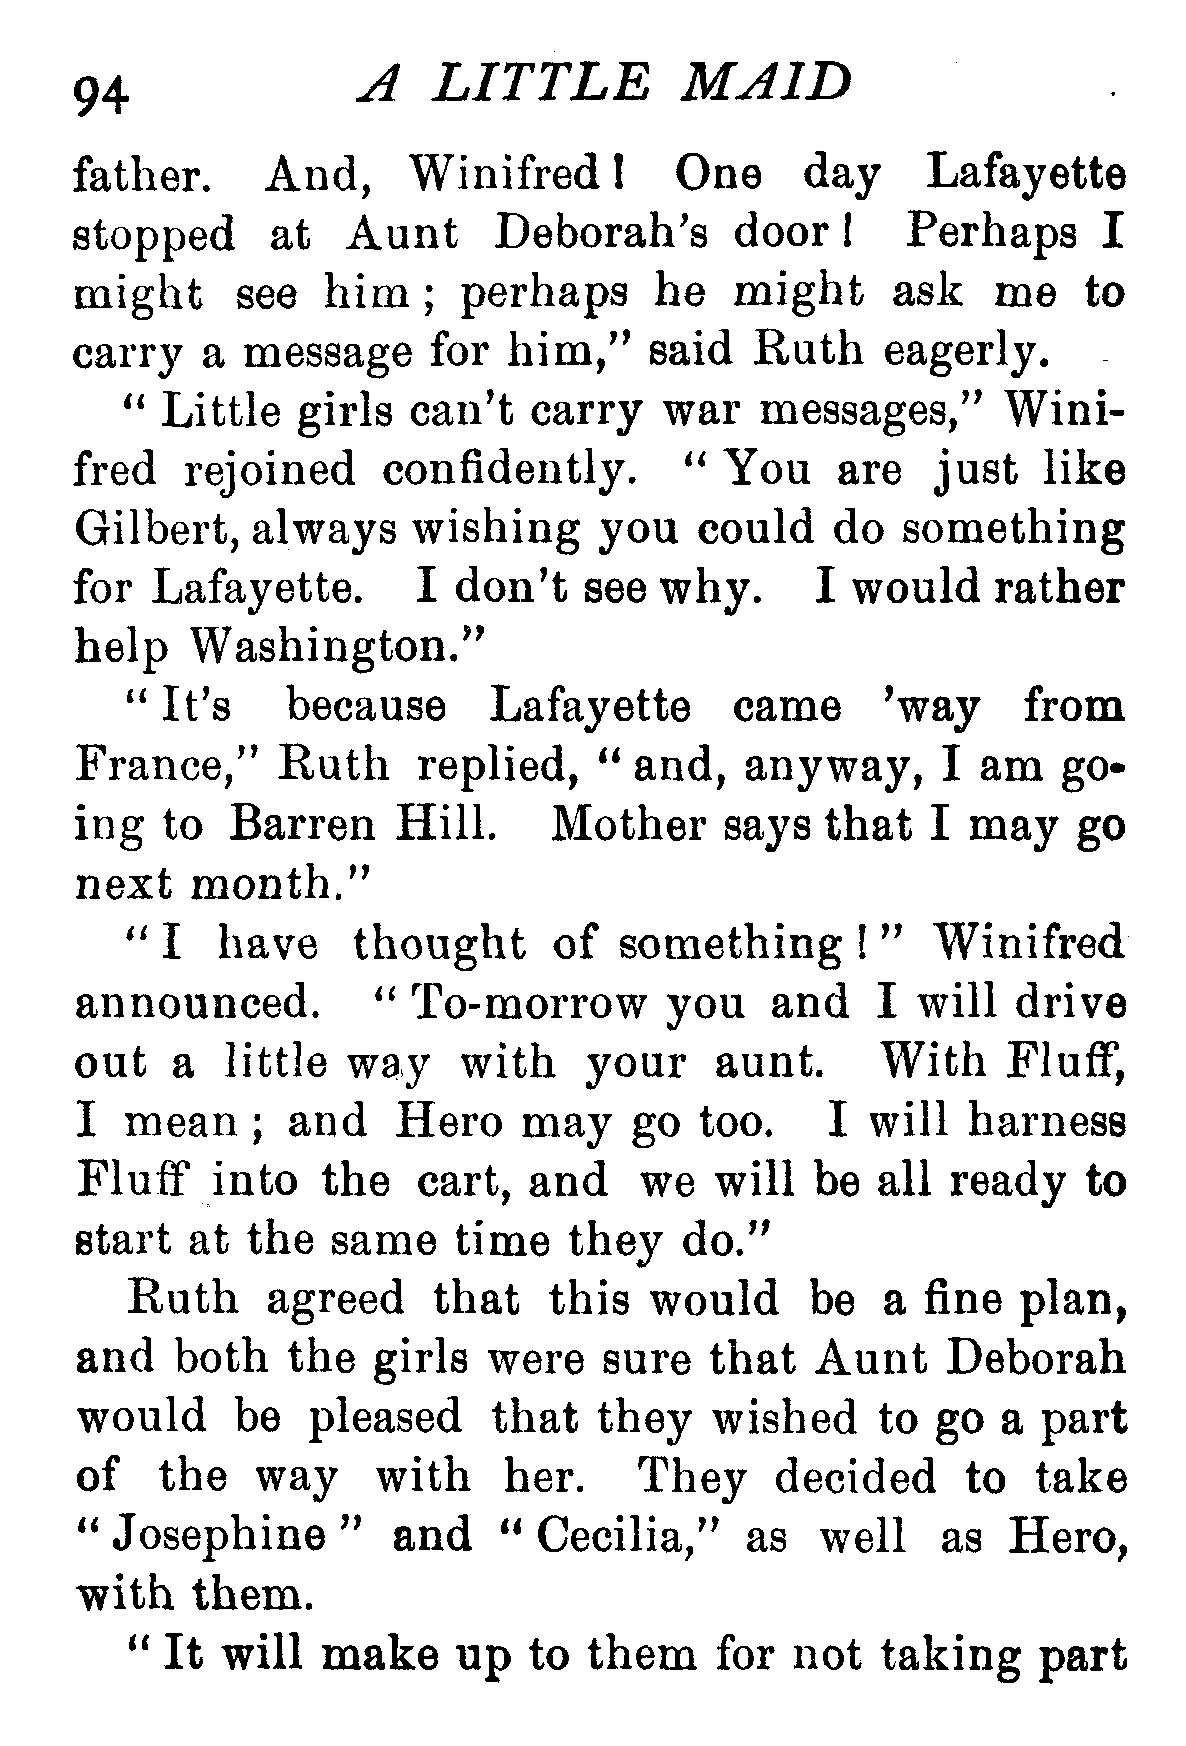 94 A LITTLE MAID
father. And, Winifred! One day Lafayette
stopped at Aunt Deborah's door! Perhaps I
might see him; perhaps he might ask me to
carry a message for him," said Ruth eagerly.
"Little girls can't carry war messages," Wini-
fred rejoined confidently. "You are just like
Gilbert, always wishing you could do something
for Lafayette. I don't see why. I would rather
help Washington."
"It's because Lafayette came 'way from
France," Ruth replied, "and, anyway, I am go-
ing to Barren Hill. Mother says that I may go
next month."
"I have thought of something!" Winifred
announced. "To-morrow you and I will drive
out a little way with your aunt. With Fluff,
I mean; and Hero may go too. I will harness
Fluff into the cart, and we will be all ready to
start at the same time they do."
Ruth agreed that this would be a fine plan,
and both the girls were sure that Aunt Deborah
would be pleased that they wished to go a part
of the way with her. They decided to take
"Josephine" and "Cecilia," as well as Hero,
with them.
"It will make up to them for not taking part